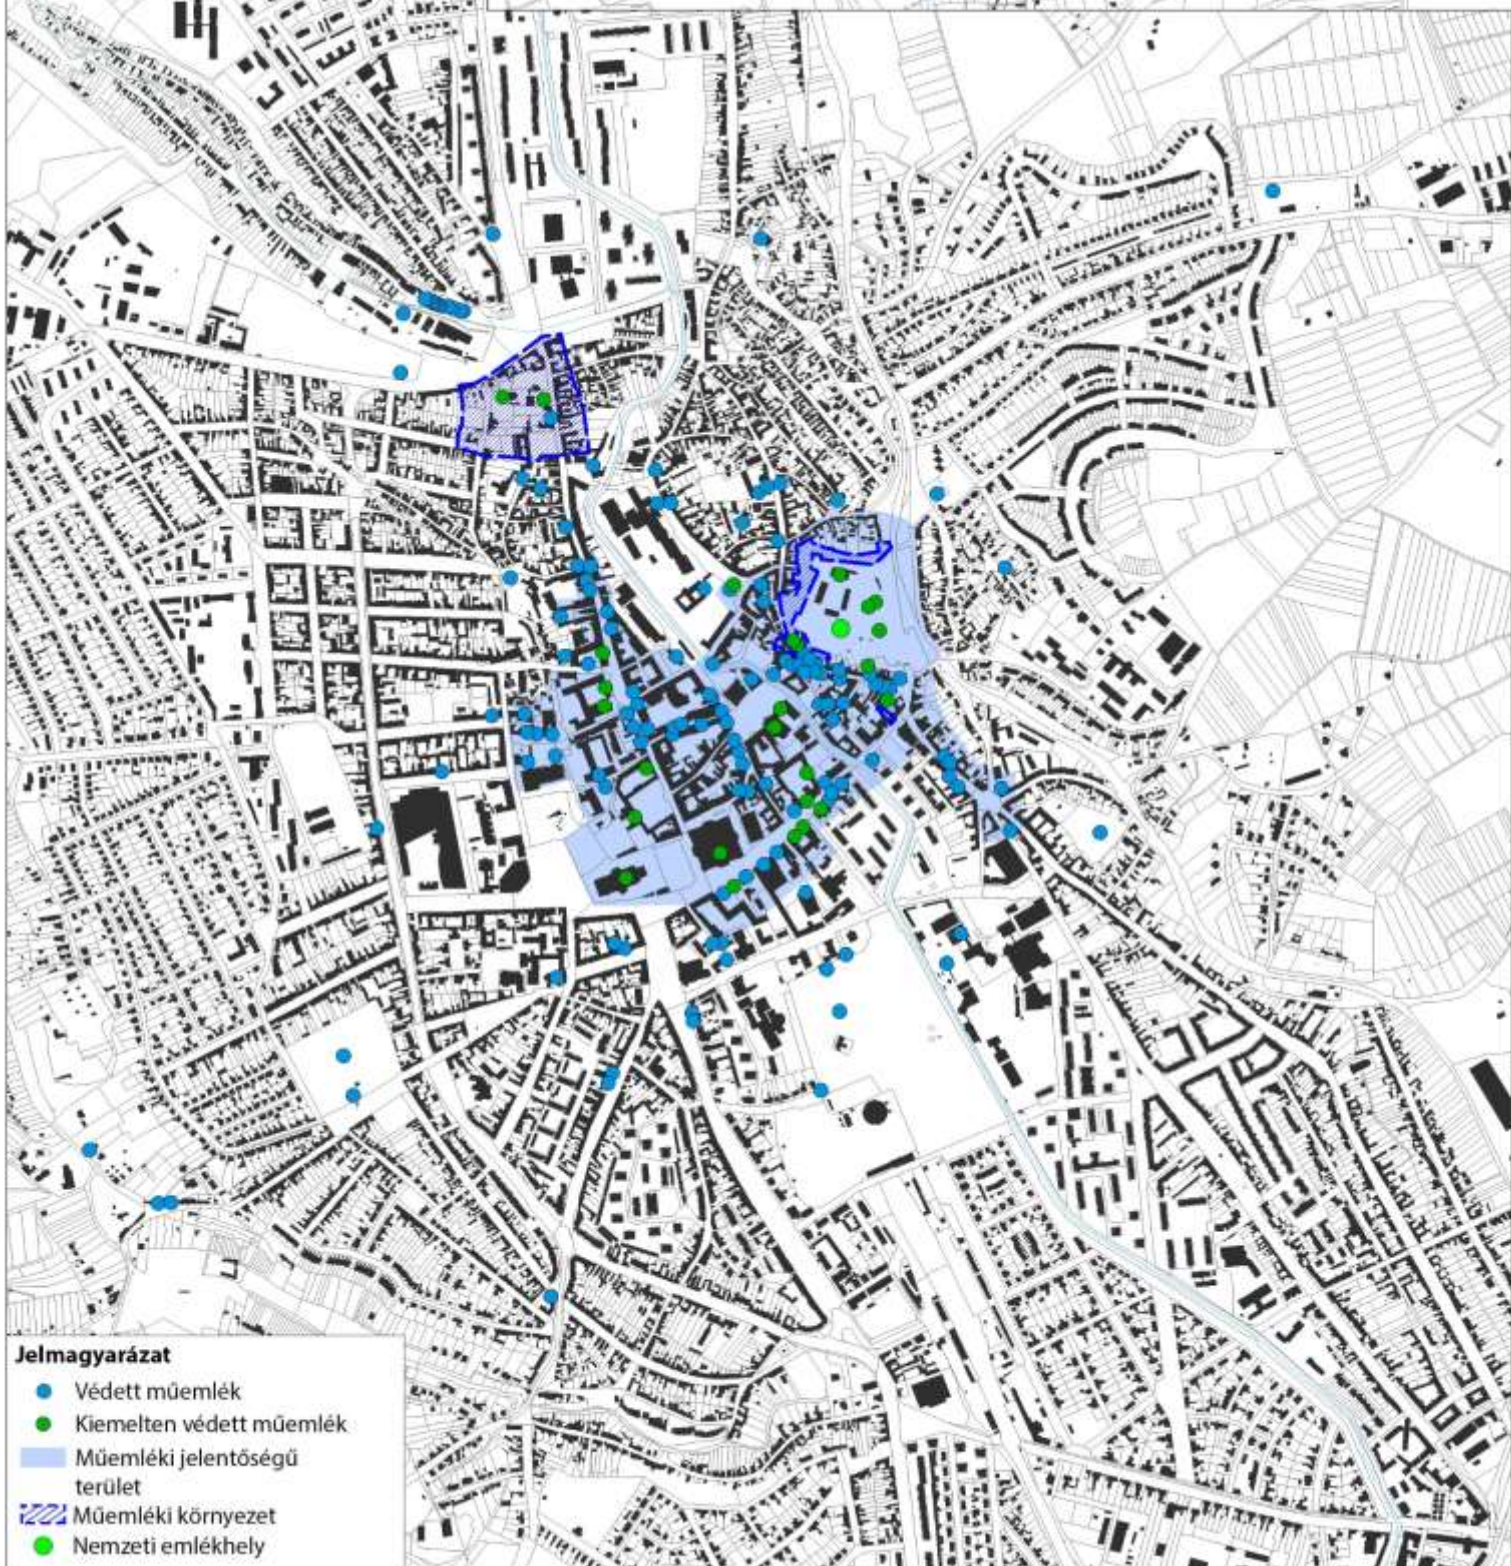 Jelmagyarázat
Védett műemlék
Kiemelten védett műemlék
Műemléki jelentőségű
terület
Műemléki környezet
Nemzeti emlékhely